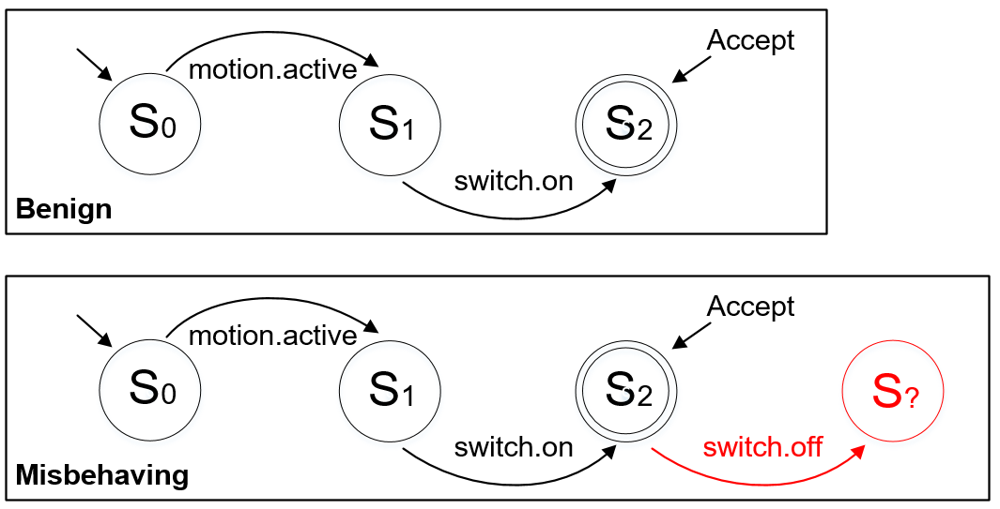 Accept
motion.active
S0
S1
S2
switch.on
Benign
Accept
motion.active
S0
S1
S2
S?
switch.on
switch.off
Misbehaving